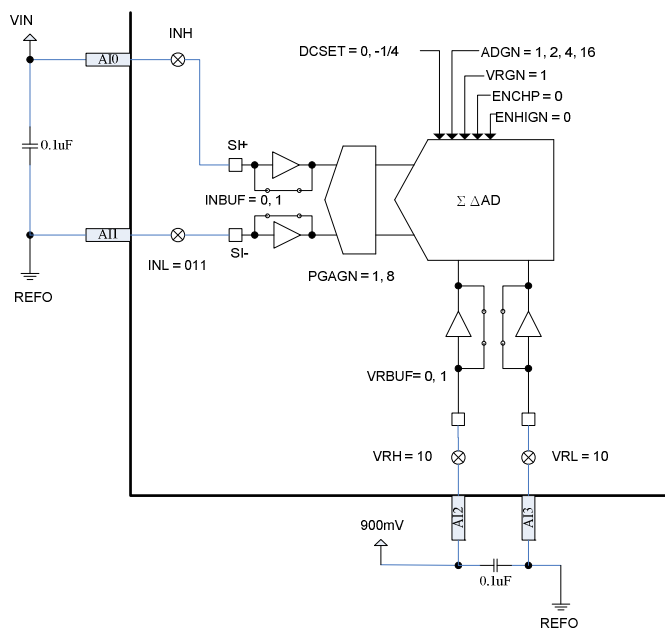 VIN
INH
DCSET = 0, -1/4
ADGN = 1, 2, 4, 16
VRGN = 1
ENCHP = 0
ENHIGN = 0
AI0
0.1uF
SI+
INBUF = 0, 1
Σ ΔAD
AI1
SI-
INL = 011
REFO
PGAGN = 1, 8
VRBUF= 0, 1
VRH = 10
VRL = 10
AI2
AI3
900mV
0.1uF
REFO